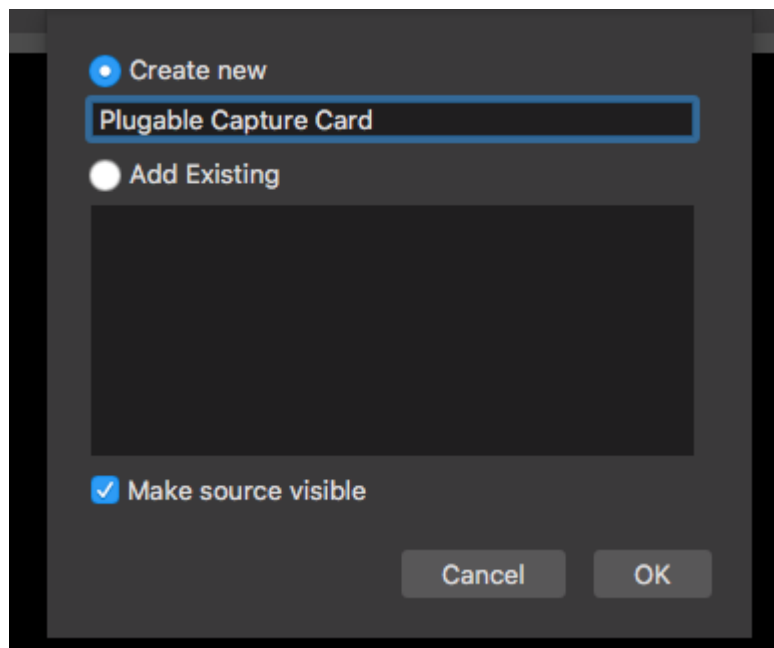 Create new
Plugable Capture Card
Add Existing
Make source visible
Cancel OK